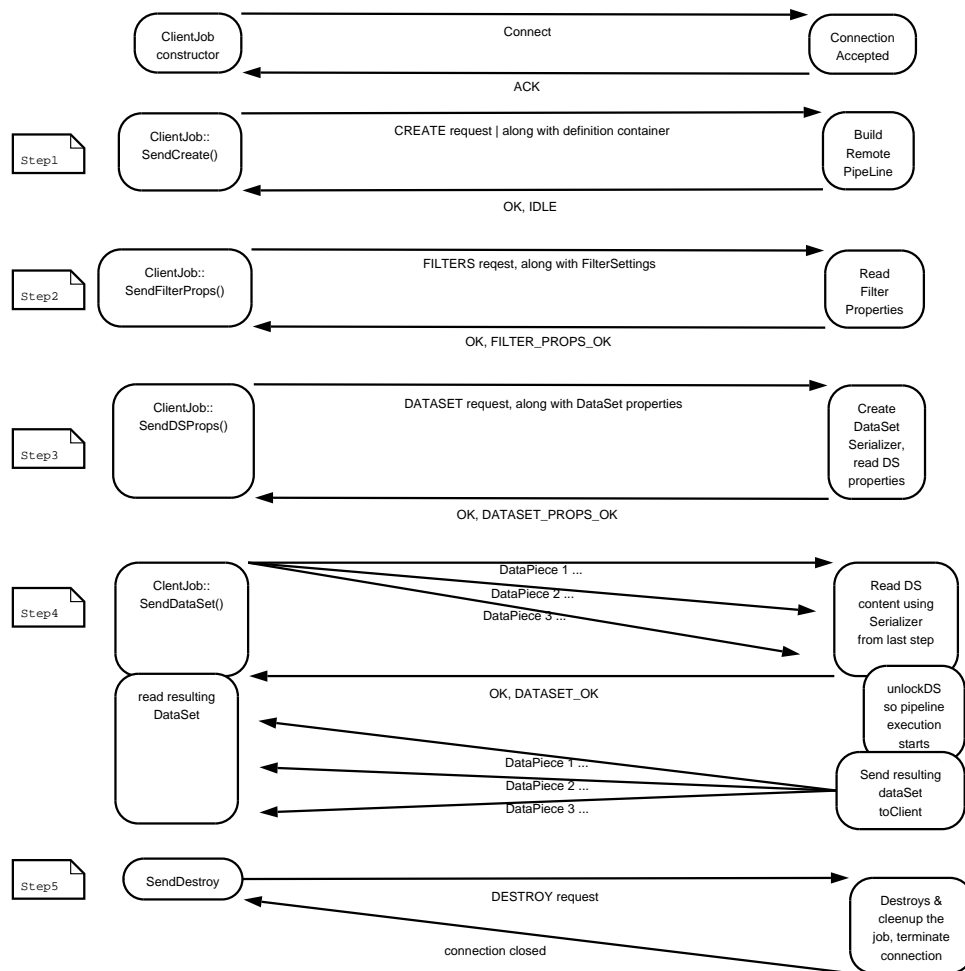 ClientJob
constructor
Connect
Connection
Accepted
ACK
Step1
ClientJob::
SendCreate()
CREATE request | along with definition container
Build
Remote
PipeLine
OK, IDLE
Step2
ClientJob::
SendFilterProps()
FILTERS reqest, along with FilterSettings
Read
Filter
Properties
OK, FILTER_PROPS_OK
Step3
ClientJob::
SendDSProps()
DATASET request, along with DataSet properties
Create
DataSet
Serializer,
read DS
properties
OK, DATASET_PROPS_OK
Step4
ClentJob::
SendDataSet()
DataPiece 1 ...
DataPiece 2 ...
DataPiece 3 ...
Read DS
content using
Serializer
from last step
OK, DATASET_OK
read resulting
DataSet
unlockDS
so pipeline
execution
starts
DataPiece 1 ...
DataPiece 2 ...
DataPiece 3 ...
Send resulting
dataSet
toClient
Step5
SendDestroy
DESTROY request
Destroys &
cleenup the
job, terminate
connection
connection closed